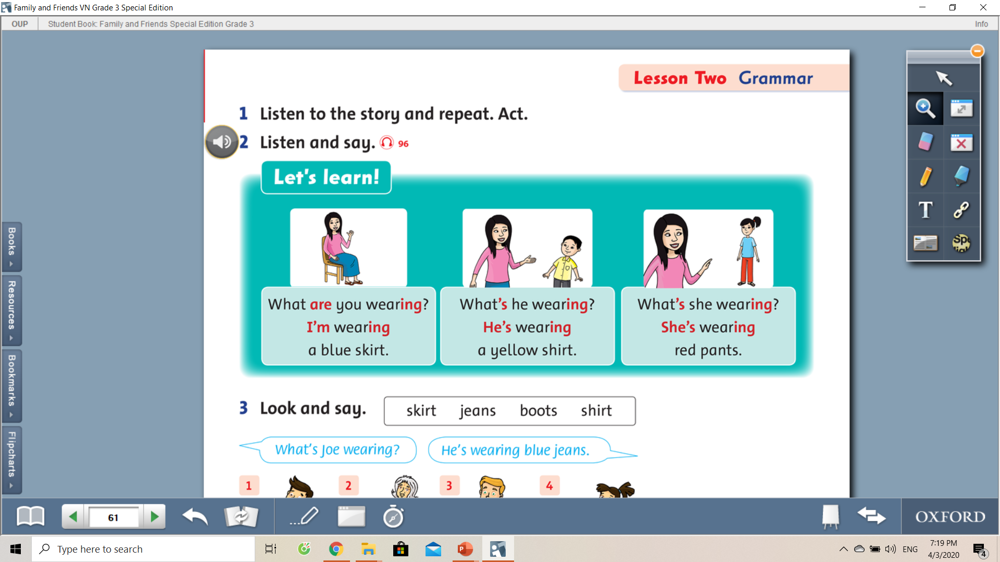 Family and Friends VN Grade 3 Special Edition
OUP
Student Book: Family and Friends Special Edition Grade 3
Info
Lesson Two Grammar
1 Listen to the story and repeat. Act.
2 Listen and say. 96
Let's learn!
What are you wearing?
I'm wearing
a blue skirt.
What's he wearing?
He's wearing
a yellow shirt.
What's she wearing?
She's wearing
red pants.
3 Look and say.
skirt jeans boots shirt
What's Joe wearing?
He's wearing blue jeans.
1 2 3 4
Books
Resources
Bookmarks
Flipcharts
T
61
OXFORD
Type here to search
ENG
7:19 PM
4/3/2020
4